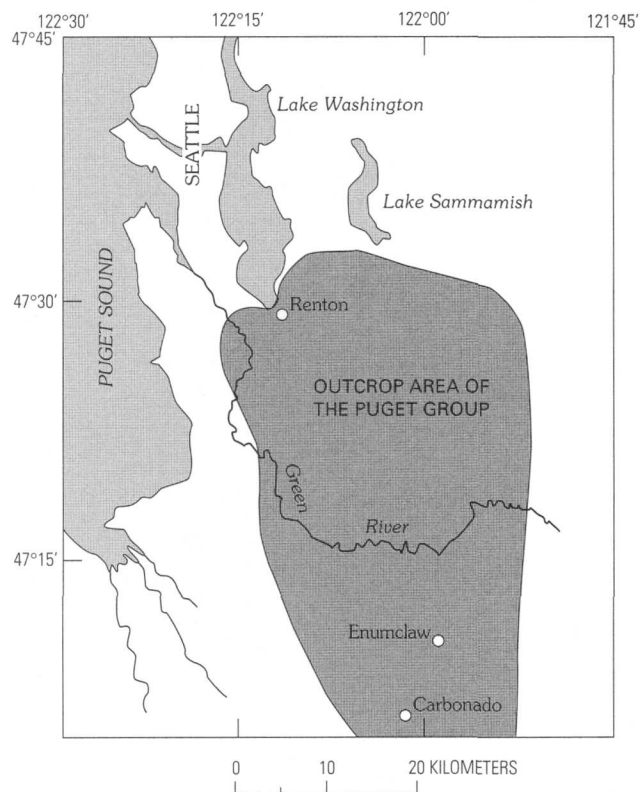 122°30' 122°15' 122°00' 121°45'
47°45'
Lake Washington
SEATTLE
Lake Sammamish
PUGET SOUND
47°30'
Renton
OUTCROP AREA OF
THE PUGET GROUP
Green
River
47°15'
Enumclaw
Carbonado
0 10 20 KILOMETERS